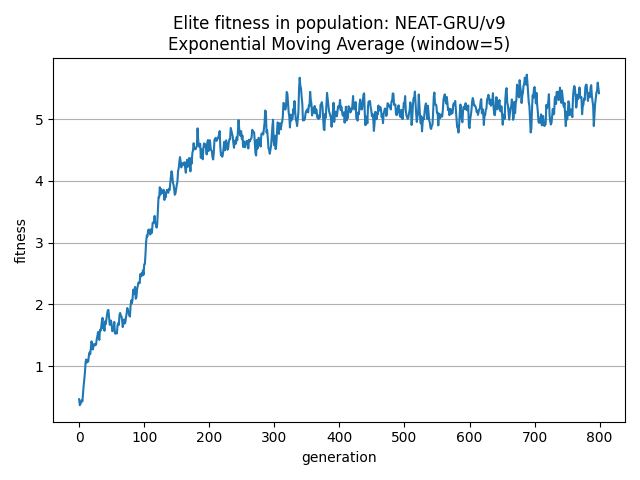 Elite fitness in population: NEAT-GRU/v9
Exponential Moving Average (window=5)
fitness
5
4
3
2
1
0 100 200 300 400 500 600 700 800
generation